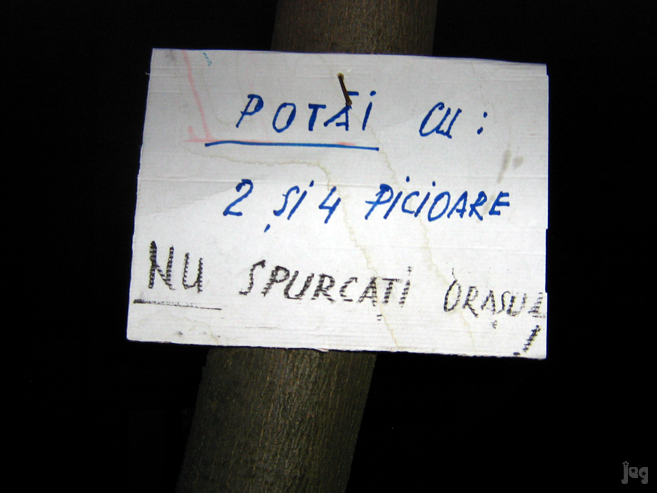 POTĂI CU:
2 ȘI 4 PICIOARE
NU SPURCAȚI ORAȘUL
!
jag